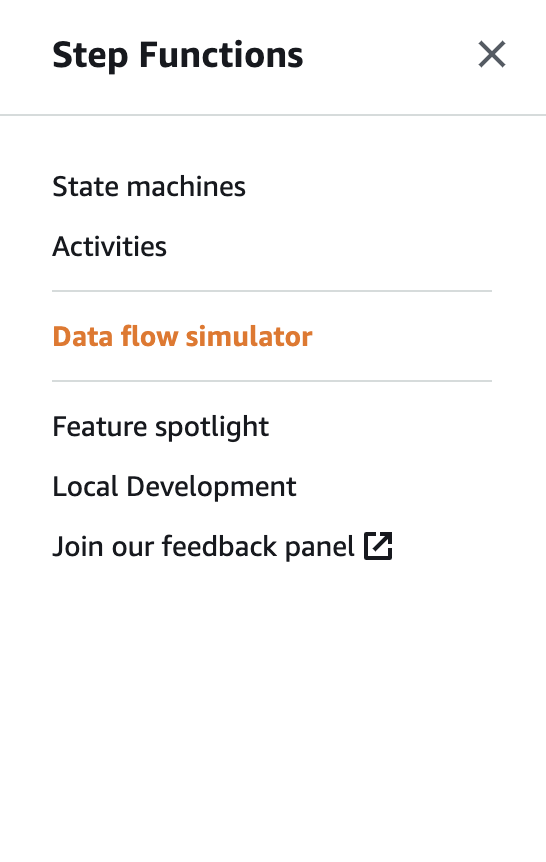 Step Functions
State machines
Activities
Data flow simulator
Feature spotlight
Local Development
Join our feedback panel